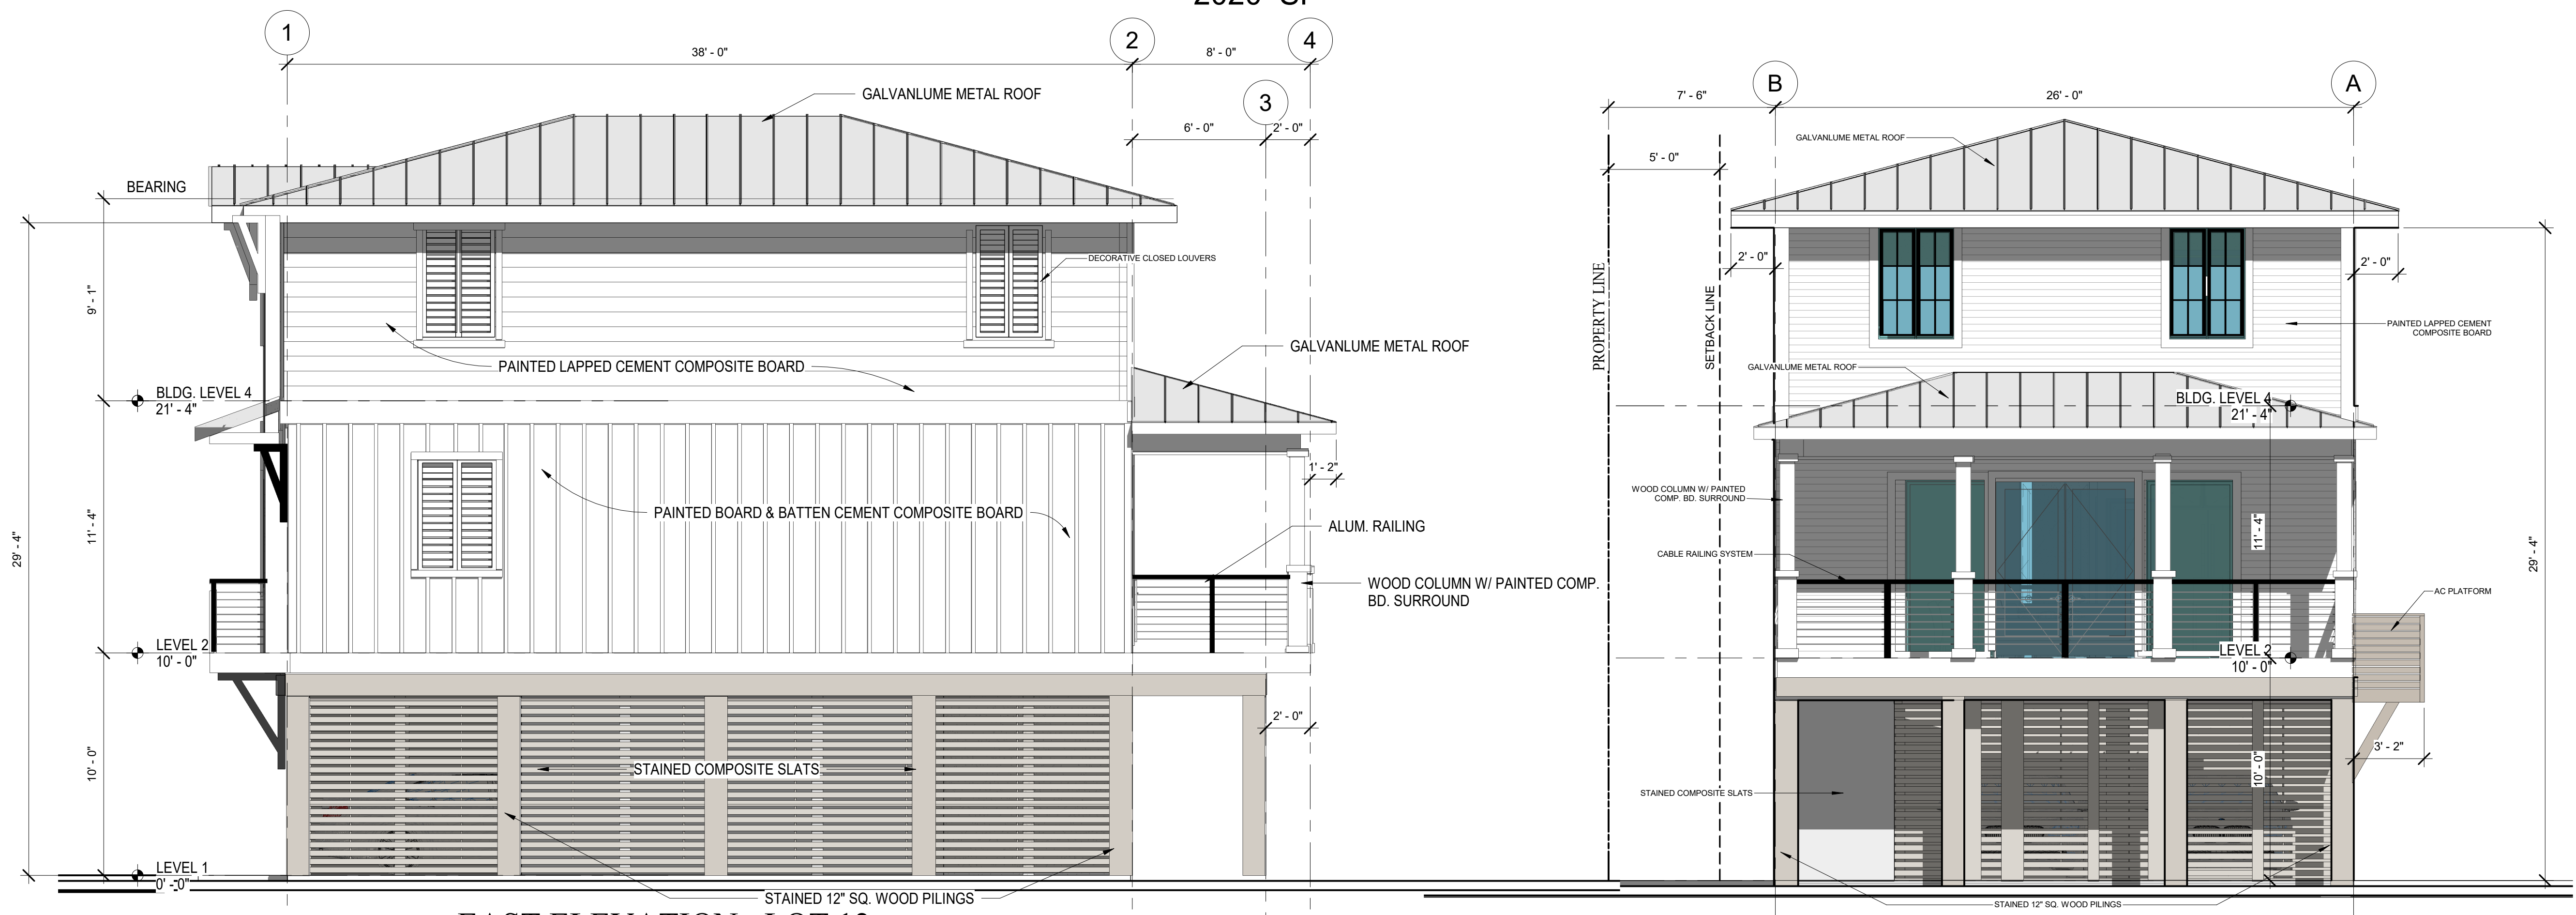 1
2
4
38' - 0"
8' - 0"
3
6' - 0"
2' - 0"
GALVANLUME METAL ROOF
BEARING
DECORATIVE CLOSED LOUVERS
9' - 1"
GALVANLUME METAL ROOF
PAINTED LAPPED CEMENT COMPOSITE BOARD
BLDG. LEVEL 4
21' - 4"
1' - 2"
PAINTED BOARD & BATTEN CEMENT COMPOSITE BOARD
ALUM. RAILING
11' - 4"
29' - 4"
WOOD COLUMN W/ PAINTED COMP.
BD. SURROUND
LEVEL 2
10' - 0"
2' - 0"
10' - 0"
STAINED COMPOSITE SLATS
LEVEL 1
0' - 0"
STAINED 12" SQ. WOOD PILINGS
B
A
7' - 6"
26' - 0"
GALVANLUME METAL ROOF
5' - 0"
PROPERTY LINE
SETBACK LINE
2' - 0"
2' - 0"
PAINTED LAPPED CEMENT
COMPOSITE BOARD
GALVANLUME METAL ROOF
BLDG. LEVEL 4
21' - 4"
WOOD COLUMN W/ PAINTED
COMP. BD. SURROUND
11' - 4"
CABLE RAILING SYSTEM
29' - 4"
AC PLATFORM
LEVEL 2
10' - 0"
3' - 2"
10' - 0"
STAINED COMPOSITE SLATS
STAINED 12" SQ. WOOD PILINGS